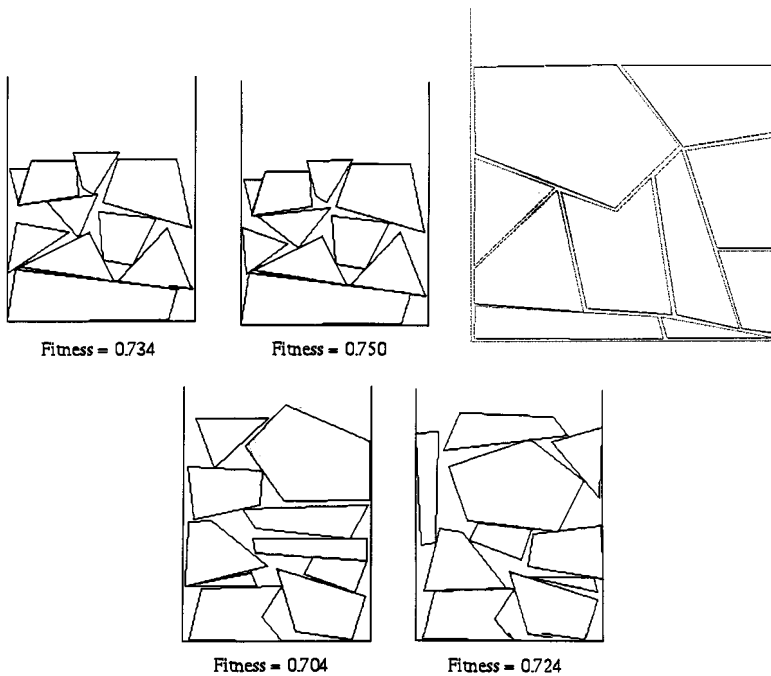 Fitness = 0.734
Fitness = 0.750
Fitness = 0.704
Fitness = 0.724